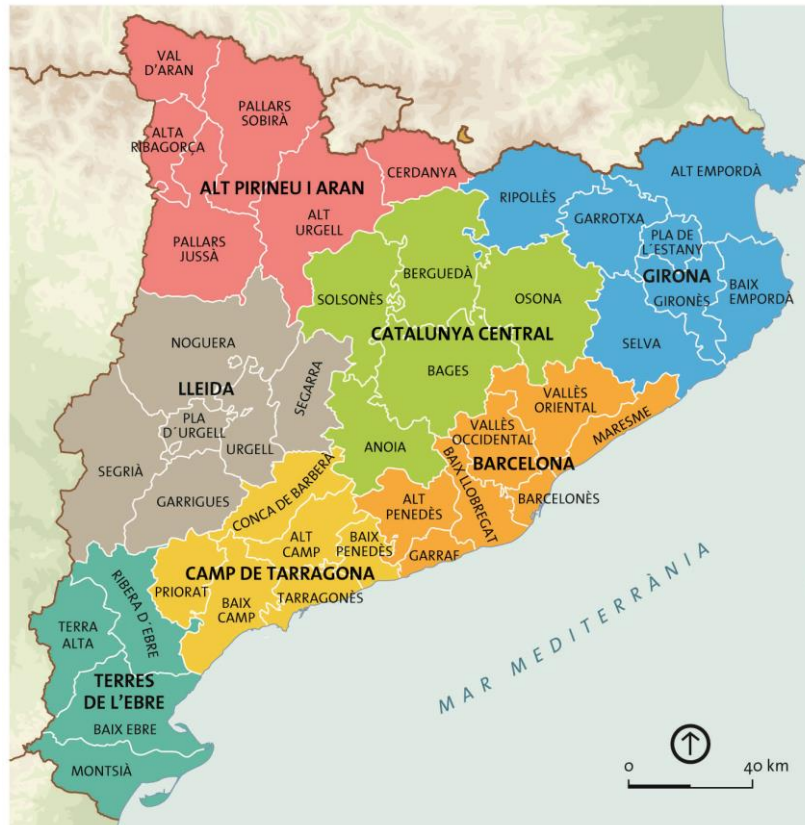 VAL
D'ARAN
PALLARS
SOBIRÀ
ALTA
RIBAGORÇA
ALT PIRINEU I ARAN
CERDANYA
ALT
URGELL
PALLARS
JUSSÀ
RIPOLLÈS
ALT EMPORDÀ
GARROTXA
PLA DE
L´ESTANY
GIRONA
GIRONÈS
BAIX
EMPORDÀ
SELVA
BERGUEDÀ
SOLSONÈS
OSONA
CATALUNYA CENTRAL
BAGES
ANOIA
NOGUERA
LLEIDA
SEGARRA
PLA
D´URGELL
URGELL
SEGRIÀ
GARRIGUES
VALLÈS
ORIENTAL
MARESME
VALLÈS
OCCIDENTAL
BARCELONA
BAIX LLOBREGAT
BARCELONÈS
ALT
PENEDÈS
GARRAF
CONCA DE BARBERÀ
ALT
CAMP
BAIX
PENEDÈS
CAMP DE TARRAGONA
PRIORAT
BAIX
CAMP
TARRAGONÈS
RIBERA D´EBRE
TERRA
ALTA
TERRES
DE L'EBRE
BAIX EBRE
MONTSIÀ
MAR MEDITERRÀNIA
0 40 km